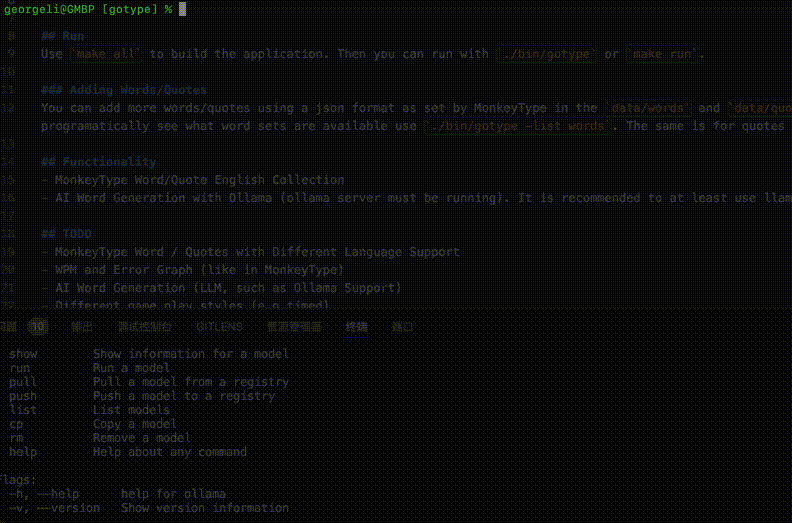 georgeli@GMBP [gotype] %
8 ## Run
9 Use `make all` to build the application. Then you can run with `./bin/gotype` or `make run`.
10
11 ### Adding Words/Quotes
12 You can add more words/quotes using a json format as set by MonkeyType in the `data/words` and `data/quo
programatically see what word sets are available use `./bin/gotype -list words`. The same is for quotes
13
14 ## Functionality
15 - MonkeyType Word/Quote English Collection
16 - AI Word Generation with Ollama (ollama server must be running). It is recommended to at least use llam
17
18 ## TODO
19 - MonkeyType Word / Quotes with Different Language Support
20 - WPM and Error Graph (like in MonkeyType)
21 - AI Word Generation (LLM, such as Ollama Support)
22 - Different game play styles (e.g timed)
问题 10 输出 调试控制台 GITLENS 资源管理器 终端 端口
show Show information for a model
run Run a model
pull Pull a model from a registry
push Push a model to a registry
list List models
cp Copy a model
rm Remove a model
help Help about any command
Flags:
-h, --help help for ollama
-v, --version Show version information